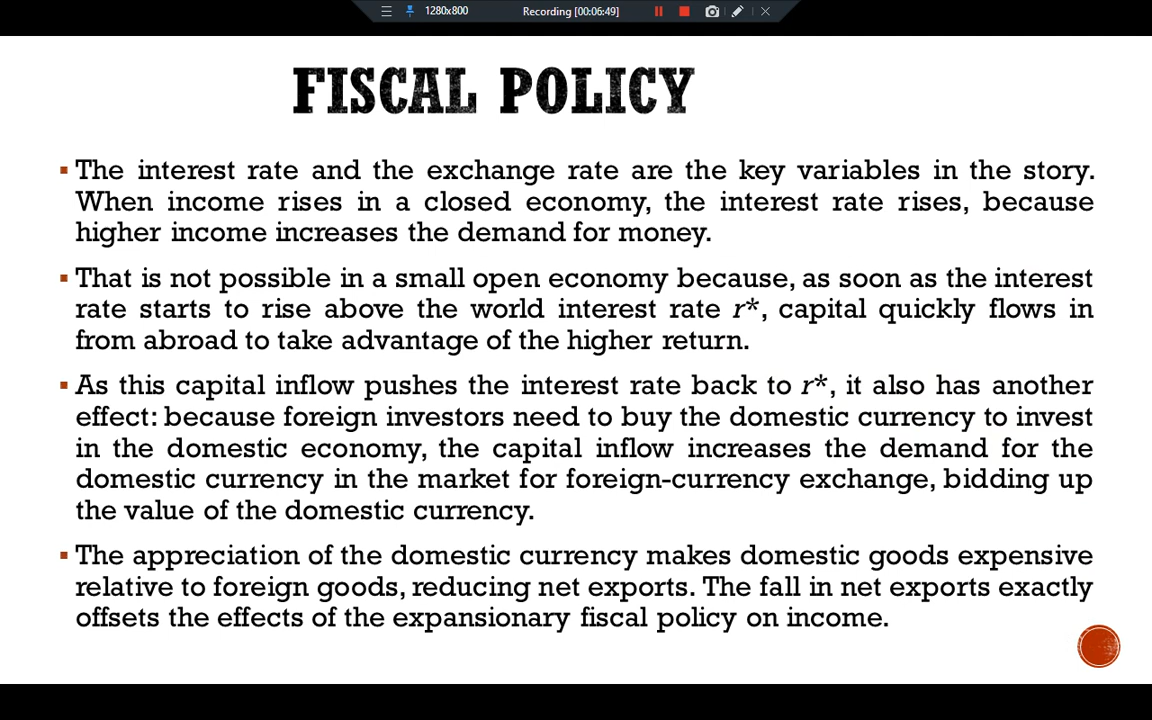 1280x800 Recording [00:06:49]
FISCAL POLICY
▪ The interest rate and the exchange rate are the key variables in the story.
When income rises in a closed economy, the interest rate rises, because
higher income increases the demand for money.
▪ That is not possible in a small open economy because, as soon as the interest
rate starts to rise above the world interest rate r*, capital quickly flows in
from abroad to take advantage of the higher return.
▪ As this capital inflow pushes the interest rate back to r*, it also has another
effect: because foreign investors need to buy the domestic currency to invest
in the domestic economy, the capital inflow increases the demand for the
domestic currency in the market for foreign-currency exchange, bidding up
the value of the domestic currency.
▪ The appreciation of the domestic currency makes domestic goods expensive
relative to foreign goods, reducing net exports. The fall in net exports exactly
offsets the effects of the expansionary fiscal policy on income.